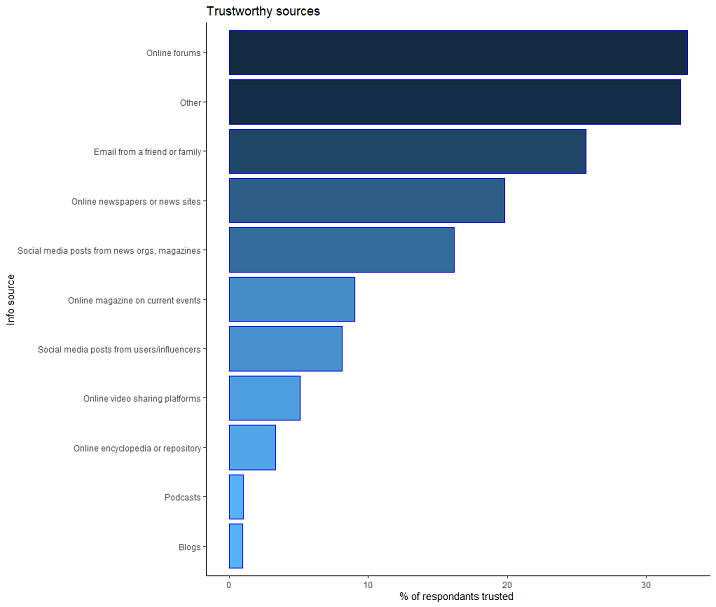 Trustworthy sources
Info source
Online forums
Other
Email from a friend or family
Online newspapers or news sites
Social media posts from news orgs, magazines
Online magazine on current events
Social media posts from users/influencers
Online video sharing platforms
Online encyclopedia or repository
Podcasts
Blogs
0 10 20 30
% of respondants trusted